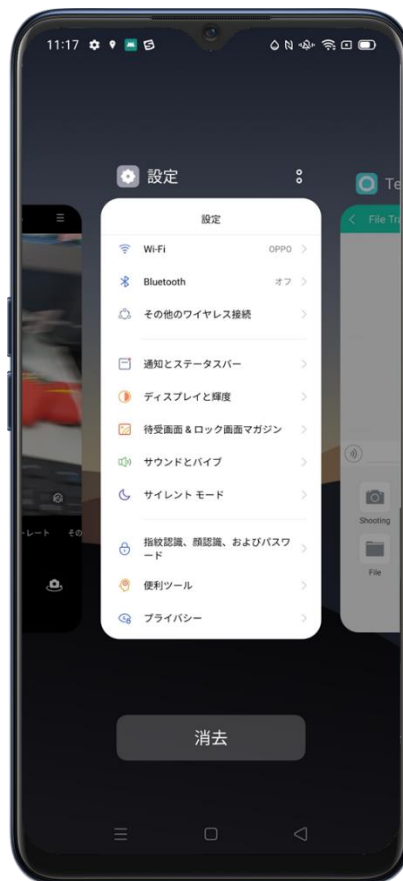 11:17
設定
Te
設定
File Tra
Wi-Fi OPPO
Bluetooth オフ
その他のワイヤレス接続
通知とステータスバー
ディスプレイと輝度
待受画面 & ロック画面マガジン
サウンドとバイブ
サイレント モード
指紋認識、顔認識、およびパスワ
ード
便利ツール
プライバシー
トレート その
Shooting
File
消去